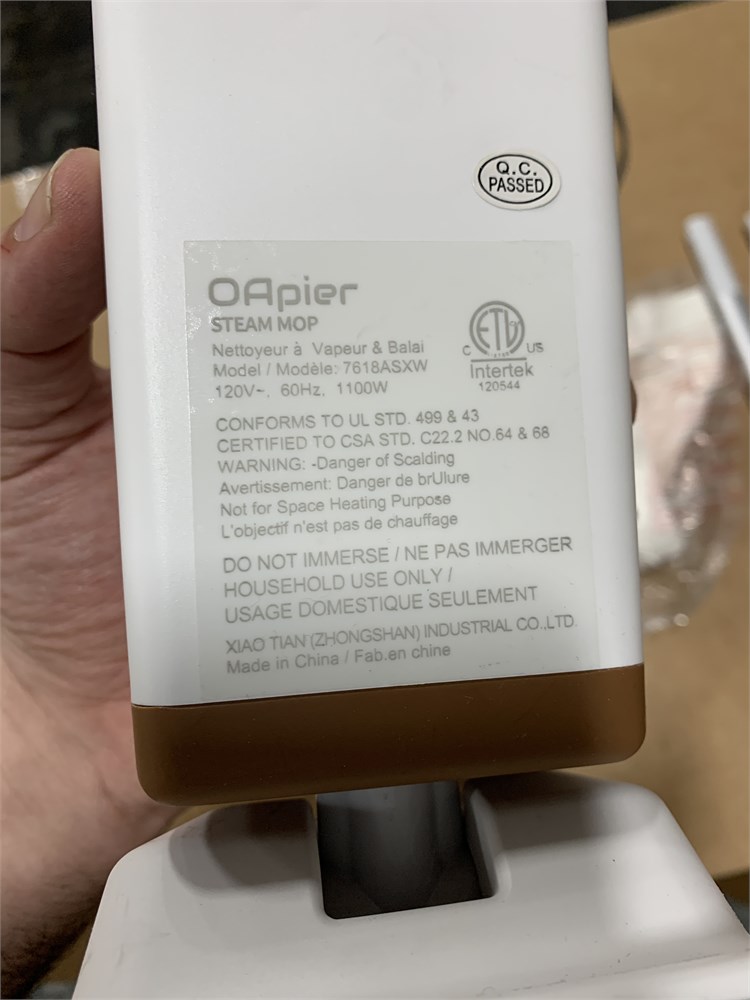 Q.C.
PASSED
OApier
STEAM MOP
Nettoyeur à Vapeur & Balai
Model / Modèle: 7618ASXW
120V~, 60Hz, 1100W
ETL
C US
Intertek
120544
CONFORMS TO UL STD. 499 & 43
CERTIFIED TO CSA STD. C22.2 NO.64 & 68
WARNING: -Danger of Scalding
Avertissement: Danger de brUlure
Not for Space Heating Purpose
L'objectif n'est pas de chauffage
DO NOT IMMERSE / NE PAS IMMERGER
HOUSEHOLD USE ONLY /
USAGE DOMESTIQUE SEULEMENT
XIAO TIAN (ZHONGSHAN) INDUSTRIAL CO.,LTD.
Made in China / Fab.en chine